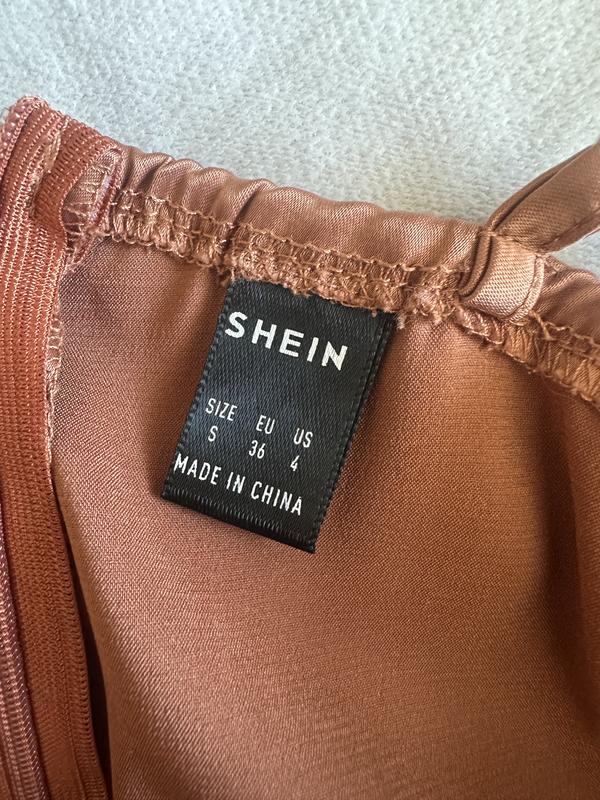 SHEIN
SIZE EU US
S 36 4
MADE IN CHINA